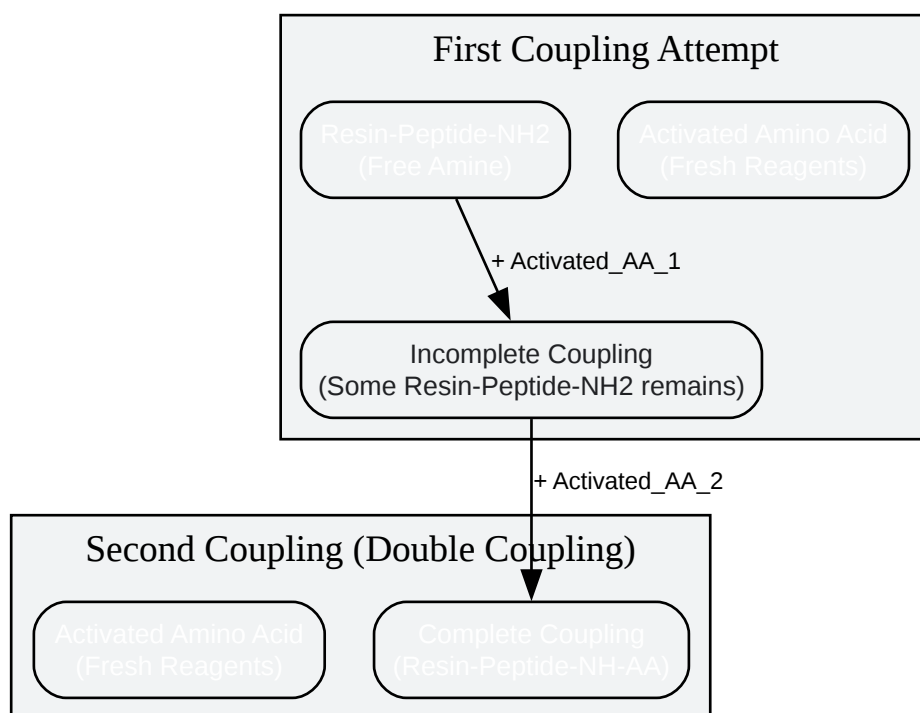 First Coupling Attempt
Resin-Peptide-NH2
(Free Amine)
Activated Amino Acid
(Fresh Reagents)
+ Activated_AA_1
Incomplete Coupling
(Some Resin-Peptide-NH2 remains)
+ Activated_AA_2
Second Coupling (Double Coupling)
Activated Amino Acid
(Fresh Reagents)
Complete Coupling
(Resin-Peptide-NH-AA)